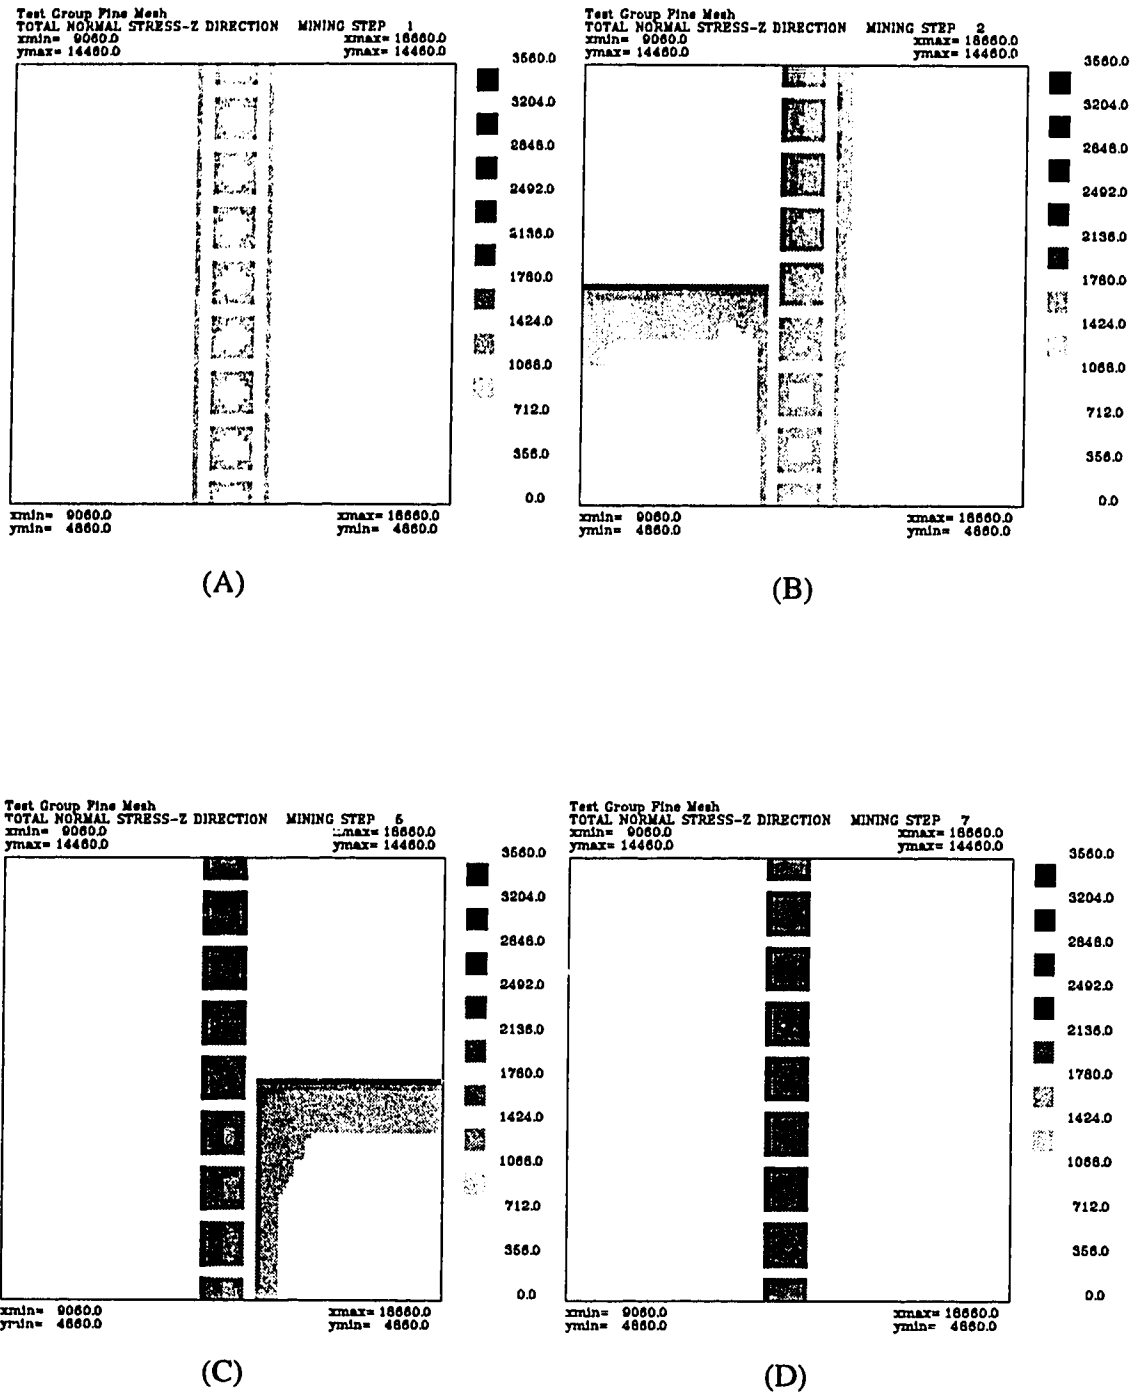 Test Group Fine Mesh
TOTAL NORMAL STRESS-Z DIRECTION MINING STEP 1
xmin= 9060.0 xmax= 18660.0
ymax= 14460.0 ymax= 14460.0
3560.0
3204.0
2848.0
2492.0
2136.0
1780.0
1424.0
1068.0
712.0
356.0
0.0
xmin= 9060.0 xmax= 18660.0
ymin= 4860.0 ymin= 4860.0
(A)
Test Group Fine Mesh
TOTAL NORMAL STRESS-Z DIRECTION MINING STEP 2
xmin= 9060.0 xmax= 18660.0
ymax= 14460.0 ymax= 14460.0
3560.0
3204.0
2848.0
2492.0
2136.0
1780.0
1424.0
1068.0
712.0
356.0
0.0
xmin= 9060.0 xmax= 18660.0
ymin= 4860.0 ymin= 4860.0
(B)
Test Group Fine Mesh
TOTAL NORMAL STRESS-Z DIRECTION MINING STEP
xmin= 9060.0 xmax= 18660.0
ymax= 14460.0 ymax= 14460.0
3560.0
3204.0
2848.0
2492.0
2136.0
1780.0
1424.0
1068.0
712.0
356.0
0.0
xmin= 9060.0 xmax= 18660.0
ymin= 4860.0 ymin= 4860.0
(C)
Test Group Fine Mesh
TOTAL NORMAL STRESS-Z DIRECTION MINING STEP 7
xmin= 9060.0 xmax= 18660.0
ymax= 14460.0 ymax= 14460.0
3560.0
3204.0
2848.0
2492.0
2136.0
1780.0
1424.0
1068.0
712.0
356.0
0.0
xmin= 9060.0 xmax= 18660.0
ymin= 4860.0 ymin= 4860.0
(D)